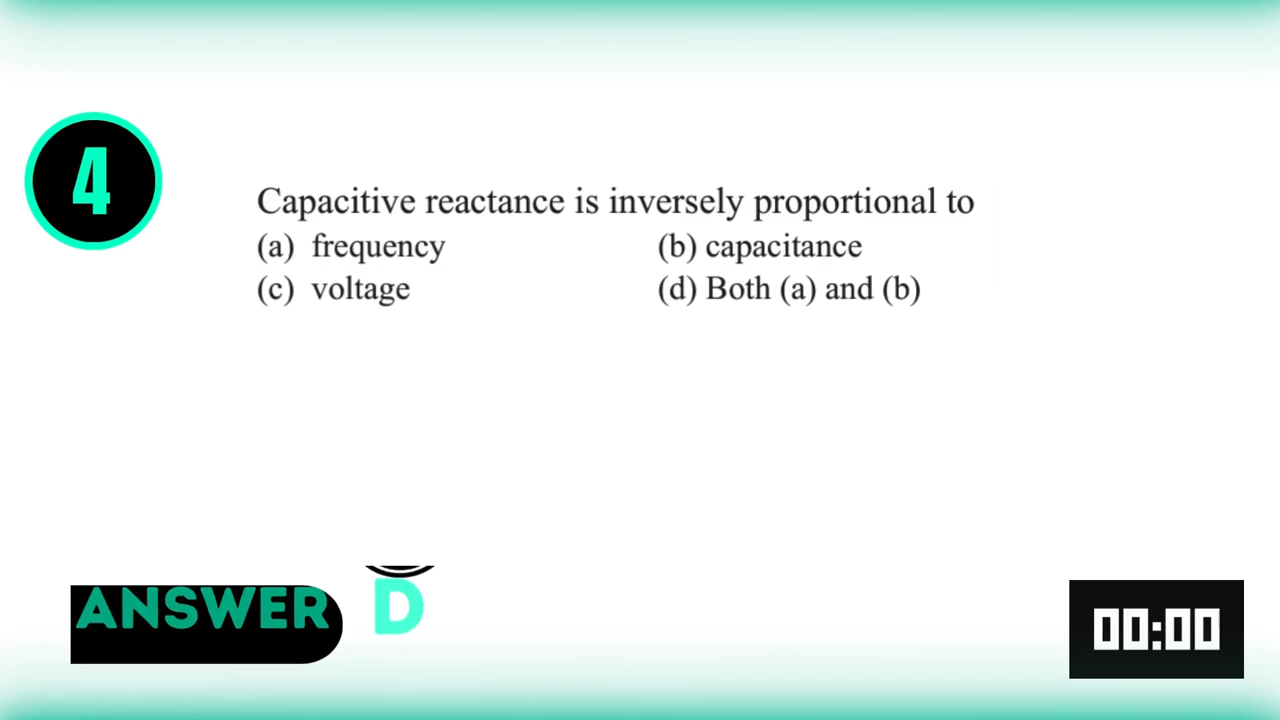 4
Capacitive reactance is inversely proportional to
(a) frequency (b) capacitance
(c) voltage (d) Both (a) and (b)
ANSWER D
00:00